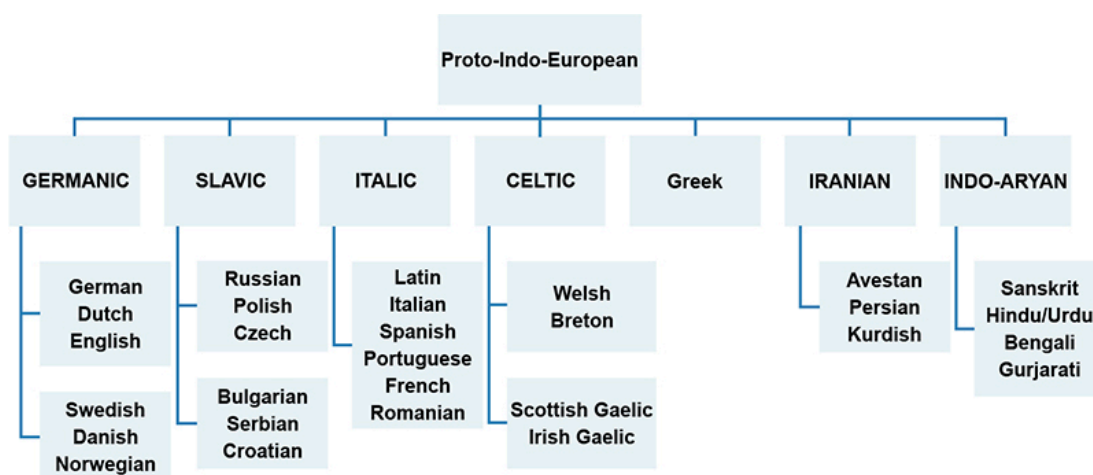 Proto-Indo-European
GERMANIC
SLAVIC
ITALIC
CELTIC
Greek
IRANIAN
INDO-ARYAN
German
Dutch
English
Swedish
Danish
Norwegian
Russian
Polish
Czech
Bulgarian
Serbian
Croatian
Latin
Italian
Spanish
Portuguese
French
Romanian
Welsh
Breton
Scottish Gaelic
Irish Gaelic
Avestan
Persian
Kurdish
Sanskrit
Hindu/Urdu
Bengali
Gurjarati